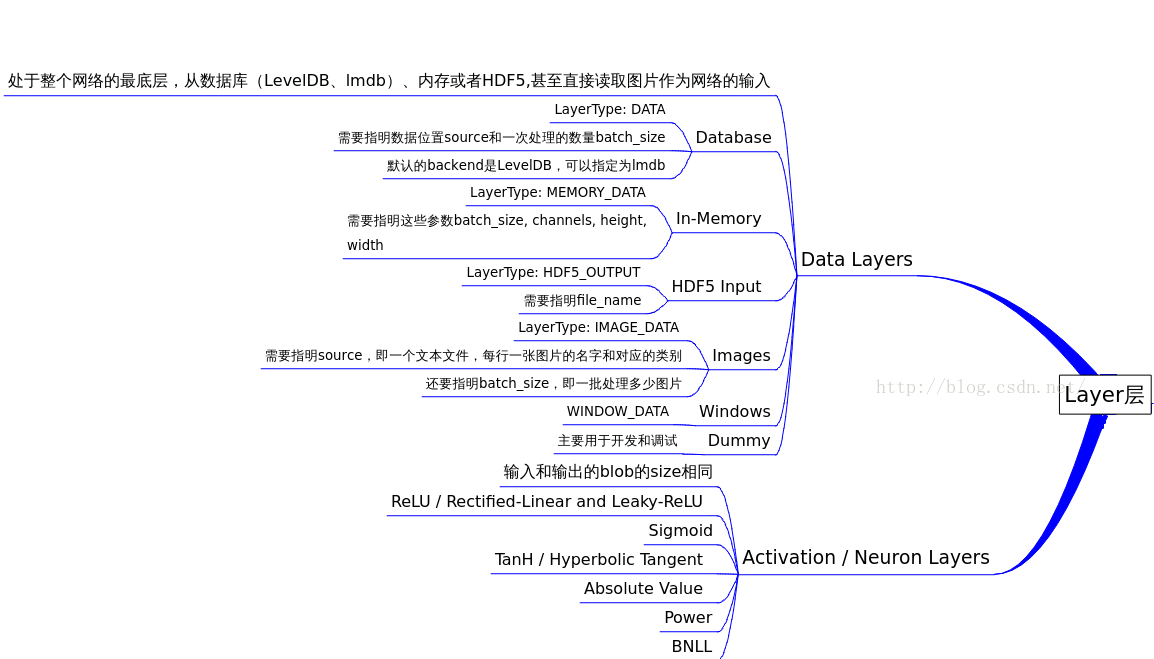 处于整个网络的最底层，从数据库（LevelDB、lmdb）、内存或者HDF5,甚至直接读取图片作为网络的输入
LayerType: DATA
需要指明数据位置source和一次处理的数量batch_size
默认的backend是LevelDB，可以指定为lmdb
Database
LayerType: MEMORY_DATA
需要指明这些参数batch_size, channels, height,
width
In-Memory
LayerType: HDF5_OUTPUT
需要指明file_name
HDF5 Input
LayerType: IMAGE_DATA
需要指明source，即一个文本文件，每行一张图片的名字和对应的类别
还要指明batch_size，即一批处理多少图片
Images
WINDOW_DATA
Windows
主要用于开发和调试
Dummy
Data Layers
http://blog.csdn.net/
Layer层
输入和输出的blob的size相同
ReLU / Rectified-Linear and Leaky-ReLU
Sigmoid
TanH / Hyperbolic Tangent
Absolute Value
Power
BNLL
Activation / Neuron Layers